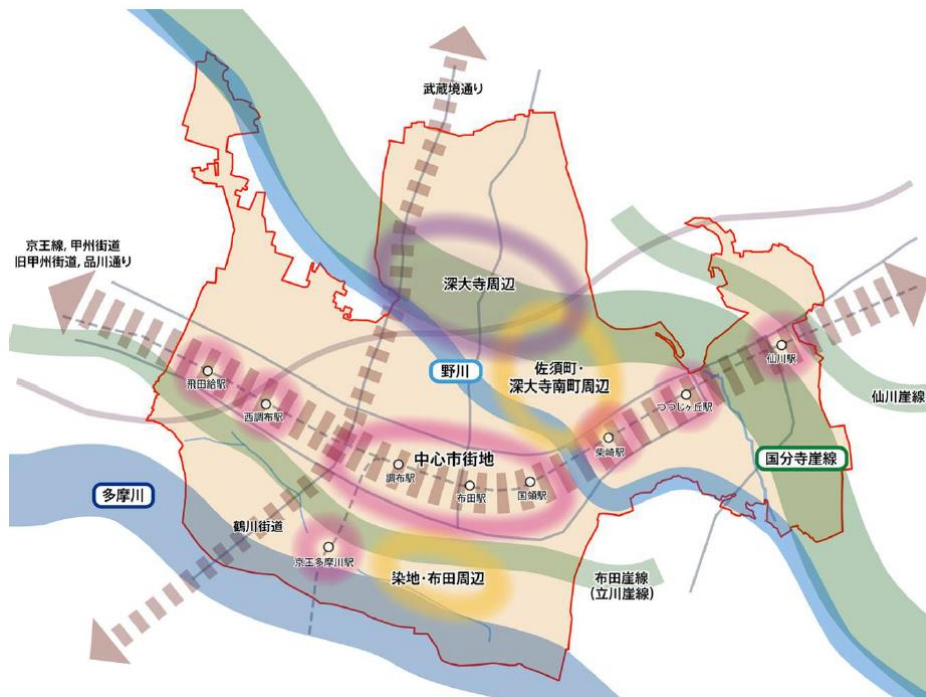 武蔵境通り
京王線, 甲州街道
旧甲州街道, 品川通り
深大寺周辺
野川
佐須町・
深大寺南町周辺
仙川駅
つつじヶ丘駅
仙川崖線
飛田給駅
西調布駅
柴崎駅
中心市街地
調布駅
布田駅
国領駅
国分寺崖線
多摩川
鶴川街道
京王多摩川駅
染地・布田周辺
布田崖線
(立川崖線)